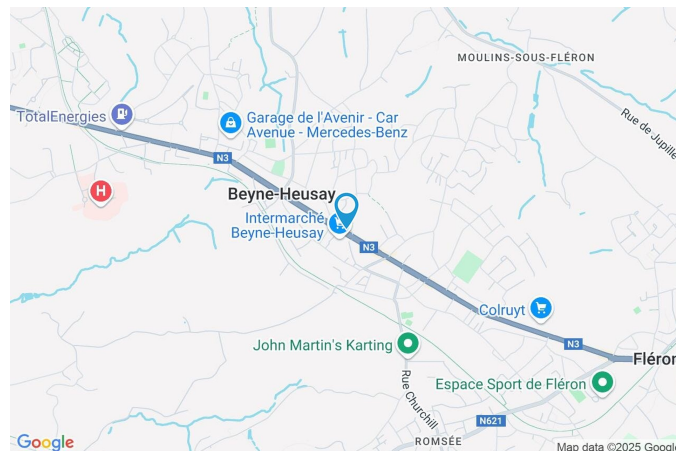 MOULINS-SOUS-FLÉRON
TotalEnergies
Garage de l'Avenir - Car
Avenue - Mercedes-Benz
Rue de Jupille
N3
H
Beyne-Heusay
Intermarché
Beyne-Heusay
N3
Colruyt
John Martin's Karting
N3
Fléron
Espace Sport de Fléron
Rue Churchill
N621
ROMSÉE
Google
Map data ©2025 Google